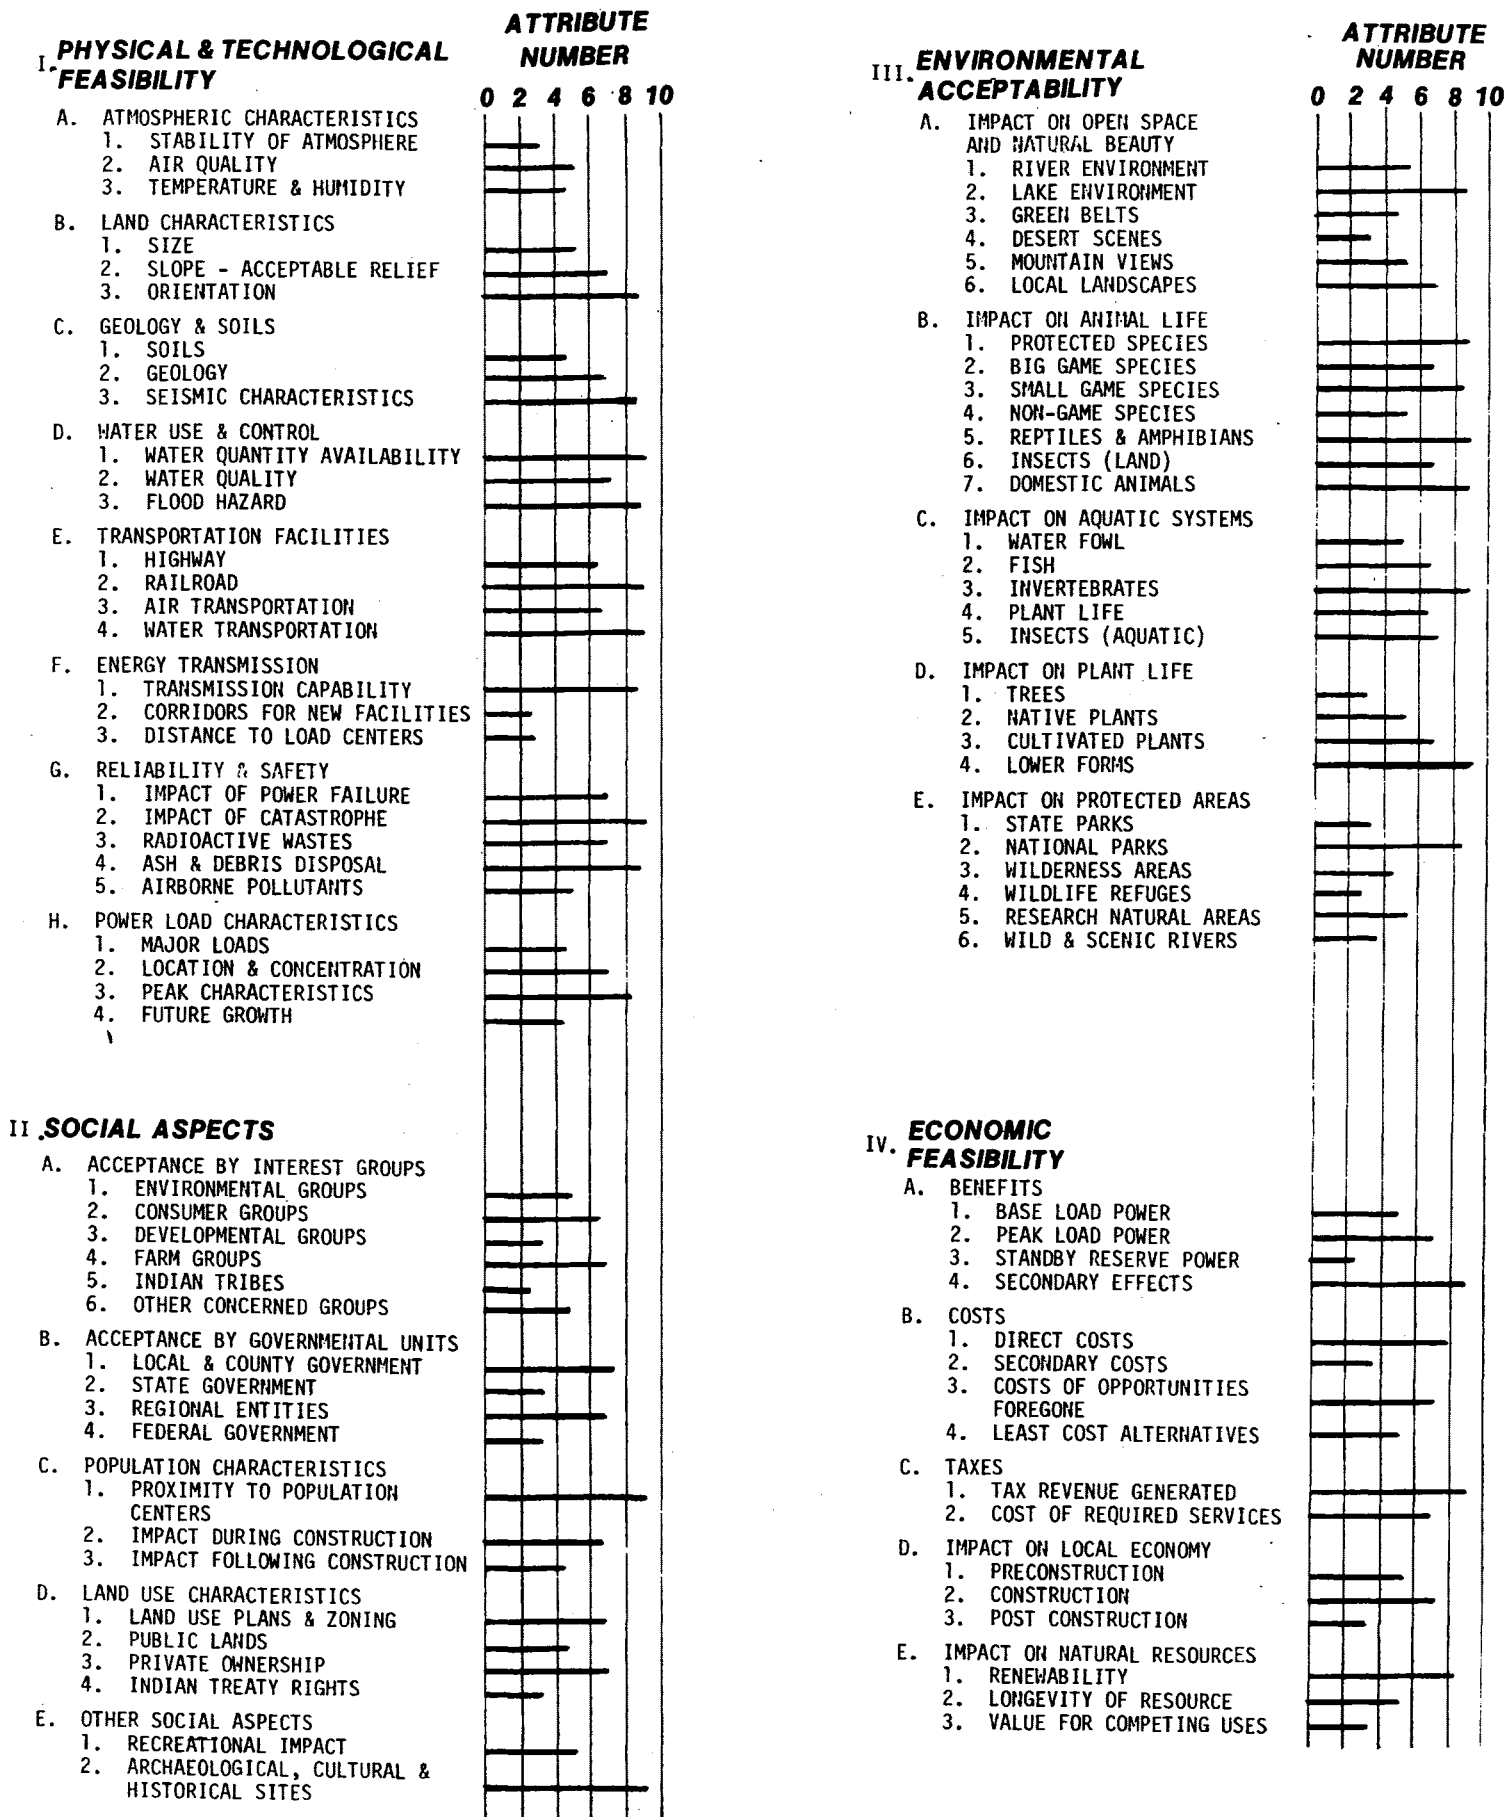 ATTRIBUTE
NUMBER
I. PHYSICAL & TECHNOLOGICAL
FEASIBILITY
0 2 4 6 8 10
A. ATMOSPHERIC CHARACTERISTICS
1. STABILITY OF ATMOSPHERE
2. AIR QUALITY
3. TEMPERATURE & HUMIDITY
B. LAND CHARACTERISTICS
1. SIZE
2. SLOPE - ACCEPTABLE RELIEF
3. ORIENTATION
C. GEOLOGY & SOILS
1. SOILS
2. GEOLOGY
3. SEISMIC CHARACTERISTICS
D. WATER USE & CONTROL
1. WATER QUANTITY AVAILABILITY
2. WATER QUALITY
3. FLOOD HAZARD
E. TRANSPORTATION FACILITIES
1. HIGHWAY
2. RAILROAD
3. AIR TRANSPORTATION
4. WATER TRANSPORTATION
F. ENERGY TRANSMISSION
1. TRANSMISSION CAPABILITY
2. CORRIDORS FOR NEW FACILITIES
3. DISTANCE TO LOAD CENTERS
G. RELIABILITY & SAFETY
1. IMPACT OF POWER FAILURE
2. IMPACT OF CATASTROPHE
3. RADIOACTIVE WASTES
4. ASH & DEBRIS DISPOSAL
5. AIRBORNE POLLUTANTS
H. POWER LOAD CHARACTERISTICS
1. MAJOR LOADS
2. LOCATION & CONCENTRATION
3. PEAK CHARACTERISTICS
4. FUTURE GROWTH
II. SOCIAL ASPECTS
A. ACCEPTANCE BY INTEREST GROUPS
1. ENVIRONMENTAL GROUPS
2. CONSUMER GROUPS
3. DEVELOPMENTAL GROUPS
4. FARM GROUPS
5. INDIAN TRIBES
6. OTHER CONCERNED GROUPS
B. ACCEPTANCE BY GOVERNMENTAL UNITS
1. LOCAL & COUNTY GOVERNMENT
2. STATE GOVERNMENT
3. REGIONAL ENTITIES
4. FEDERAL GOVERNMENT
C. POPULATION CHARACTERISTICS
1. PROXIMITY TO POPULATION
CENTERS
2. IMPACT DURING CONSTRUCTION
3. IMPACT FOLLOWING CONSTRUCTION
D. LAND USE CHARACTERISTICS
1. LAND USE PLANS & ZONING
2. PUBLIC LANDS
3. PRIVATE OWNERSHIP
4. INDIAN TREATY RIGHTS
E. OTHER SOCIAL ASPECTS
1. RECREATIONAL IMPACT
2. ARCHAEOLOGICAL, CULTURAL &
HISTORICAL SITES
ATTRIBUTE
NUMBER
III. ENVIRONMENTAL
ACCEPTABILITY
0 2 4 6 8 10
A. IMPACT ON OPEN SPACE
AND NATURAL BEAUTY
1. RIVER ENVIRONMENT
2. LAKE ENVIRONMENT
3. GREEN BELTS
4. DESERT SCENES
5. MOUNTAIN VIEWS
6. LOCAL LANDSCAPES
B. IMPACT ON ANIMAL LIFE
1. PROTECTED SPECIES
2. BIG GAME SPECIES
3. SMALL GAME SPECIES
4. NON-GAME SPECIES
5. REPTILES & AMPHIBIANS
6. INSECTS (LAND)
7. DOMESTIC ANIMALS
C. IMPACT ON AQUATIC SYSTEMS
1. WATER FOWL
2. FISH
3. INVERTEBRATES
4. PLANT LIFE
5. INSECTS (AQUATIC)
D. IMPACT ON PLANT LIFE
1. TREES
2. NATIVE PLANTS
3. CULTIVATED PLANTS
4. LOWER FORMS
E. IMPACT ON PROTECTED AREAS
1. STATE PARKS
2. NATIONAL PARKS
3. WILDERNESS AREAS
4. WILDLIFE REFUGES
5. RESEARCH NATURAL AREAS
6. WILD & SCENIC RIVERS
IV. ECONOMIC
FEASIBILITY
A. BENEFITS
1. BASE LOAD POWER
2. PEAK LOAD POWER
3. STANDBY RESERVE POWER
4. SECONDARY EFFECTS
B. COSTS
1. DIRECT COSTS
2. SECONDARY COSTS
3. COSTS OF OPPORTUNITIES
FOREGONE
4. LEAST COST ALTERNATIVES
C. TAXES
1. TAX REVENUE GENERATED
2. COST OF REQUIRED SERVICES
D. IMPACT ON LOCAL ECONOMY
1. PRECONSTRUCTION
2. CONSTRUCTION
3. POST CONSTRUCTION
E. IMPACT ON NATURAL RESOURCES
1. RENEWABILITY
2. LONGEVITY OF RESOURCE
3. VALUE FOR COMPETING USES